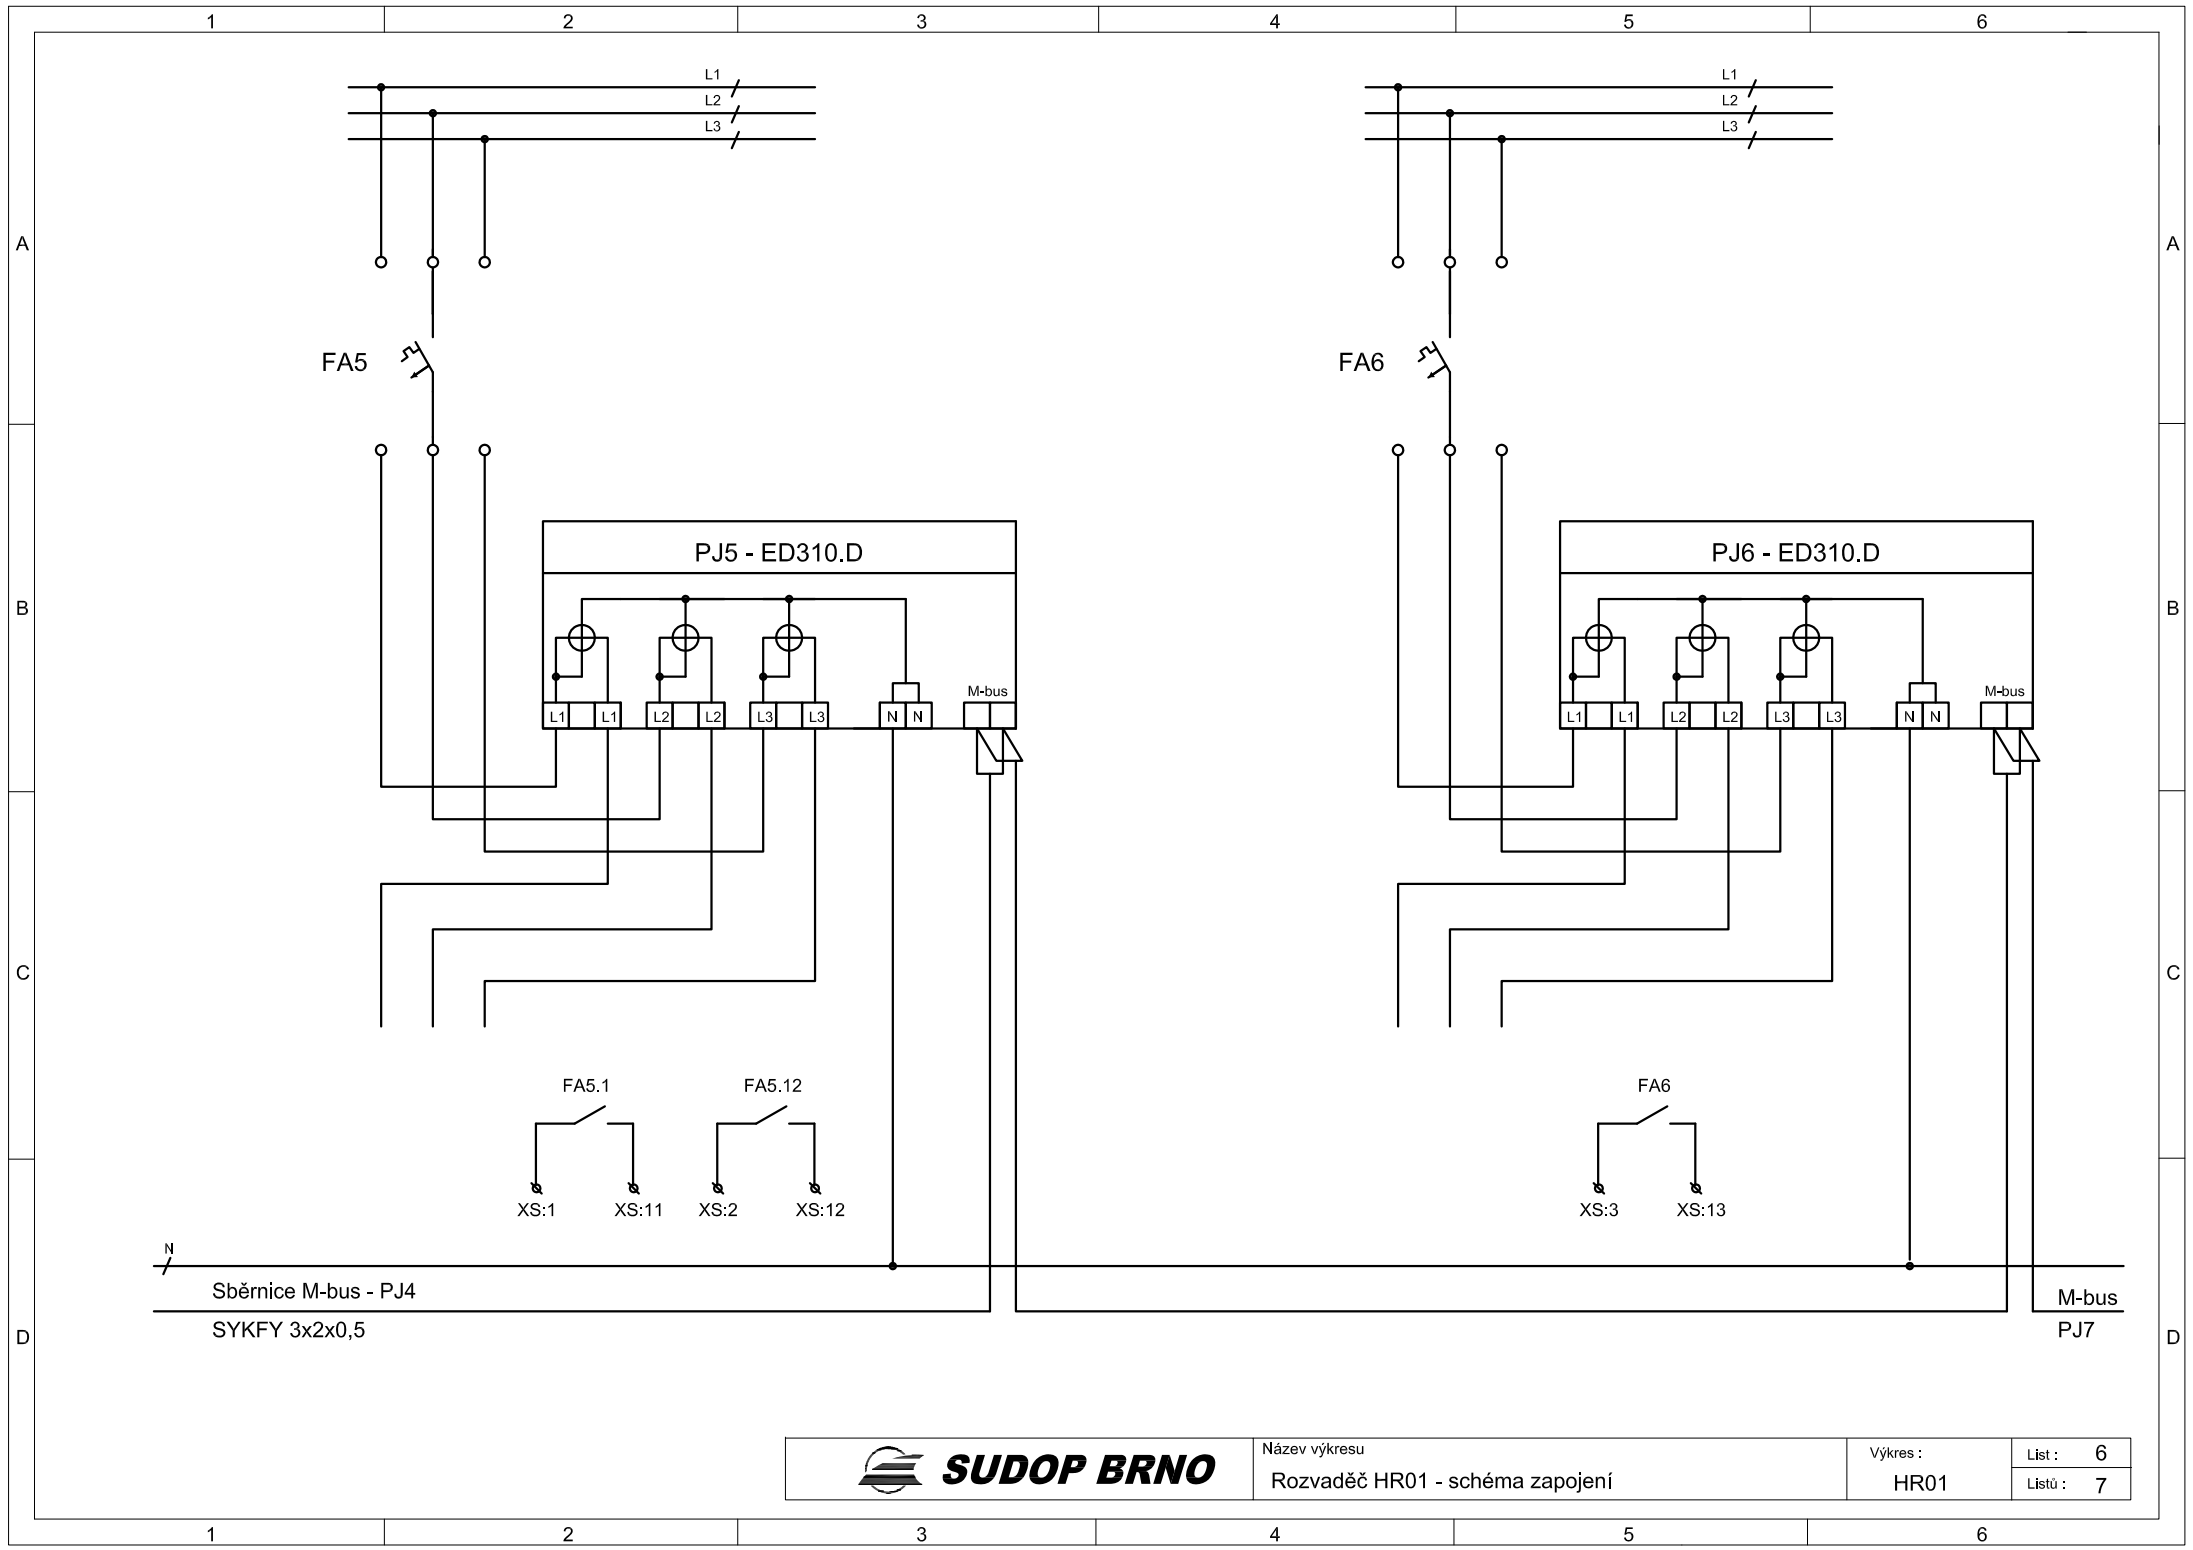 1 2 3 4 5 6
L1
L2
L3
L1
L2
L3
A A
FA5
FA6
PJ5 - ED310.D
PJ6 - ED310.D
B B
M-bus
M-bus
L1 L1 L2 L2 L3 L3 N N
L1 L1 L2 L2 L3 L3 N N
C C
FA5.1
FA5.12
FA6
XS:1
XS:11
XS:2
XS:12
XS:3
XS:13
N
Sběrnice M-bus - PJ4
M-bus
SYKFY 3x2x0,5
PJ7
D D
SUDOP BRNO
Název výkresu
Rozvaděč HR01 - schéma zapojení
Výkres :
HR01
List : 6
Listů : 7
1 2 3 4 5 6